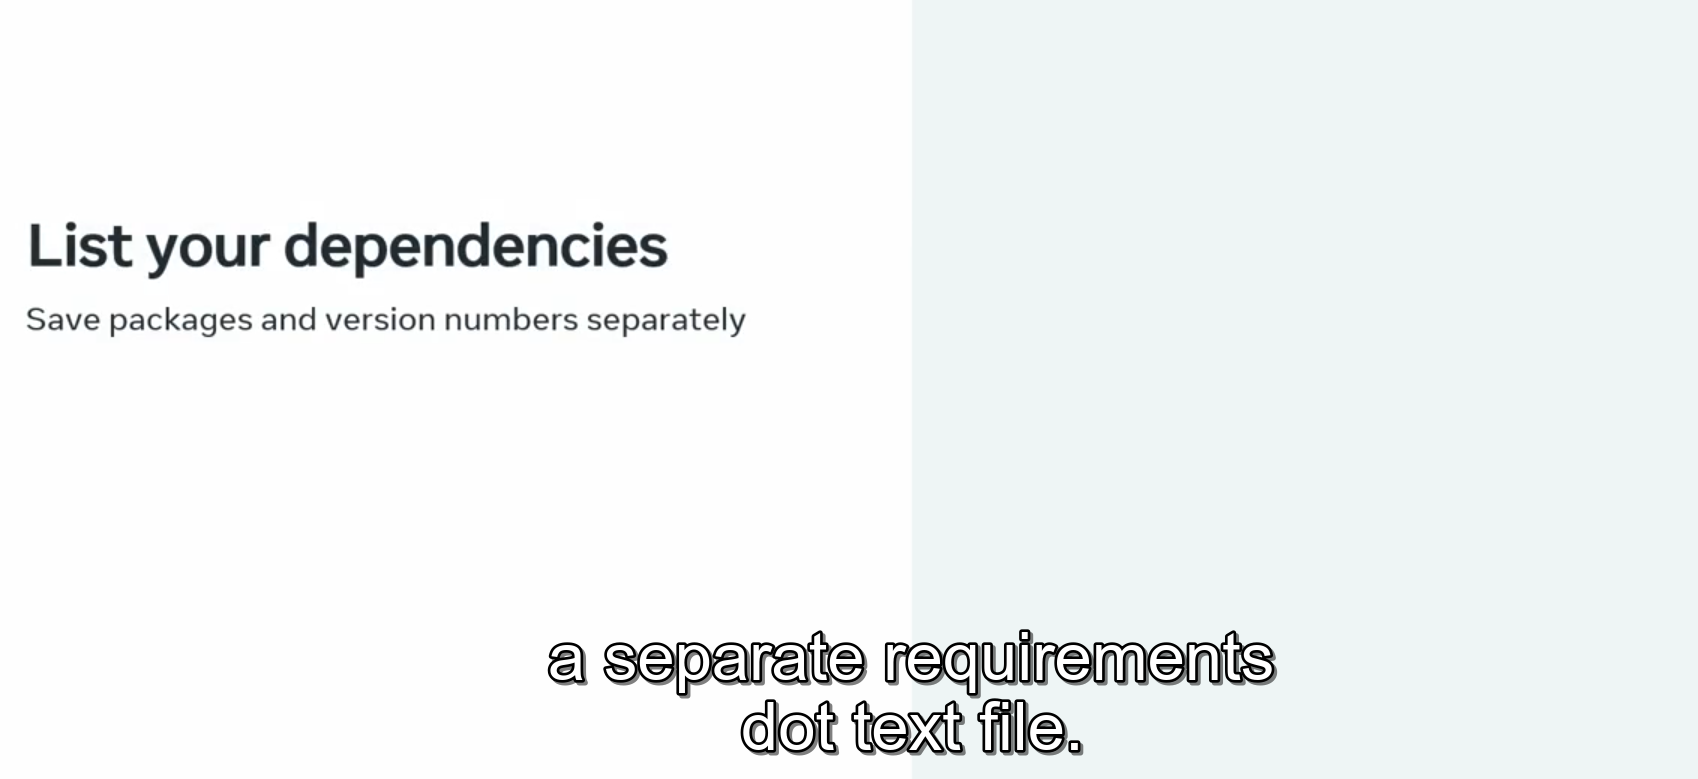 List your dependencies
Save packages and version numbers separately
a separate requirements
dot text file.